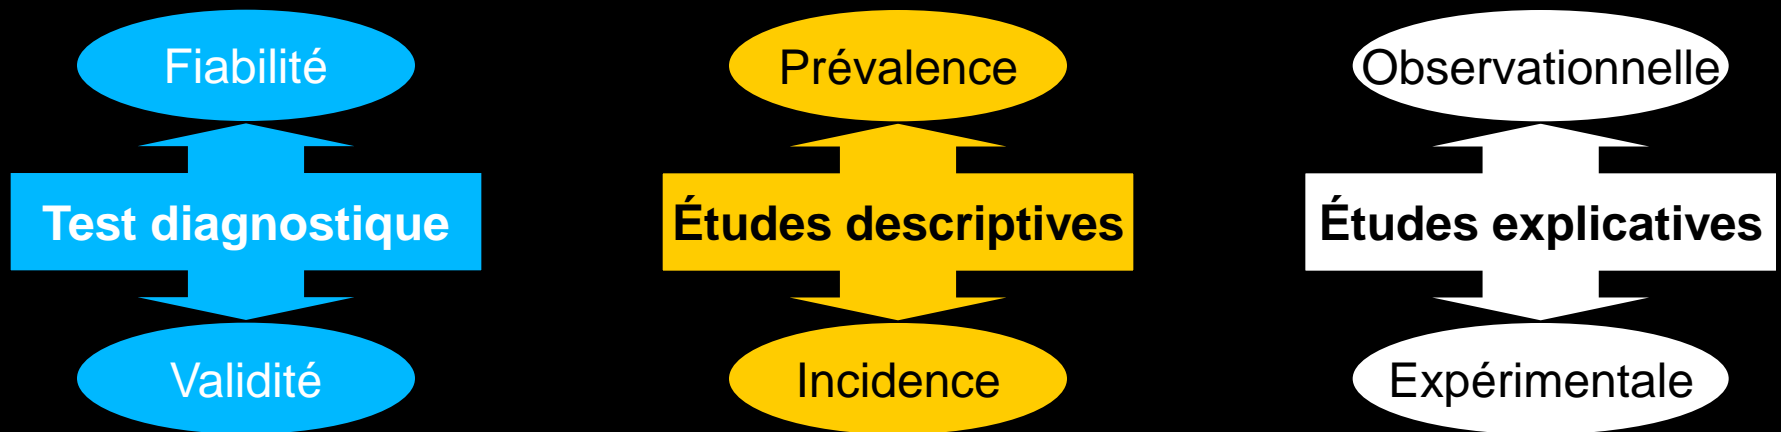 Fiabilité
Test diagnostique
Validité
Prévalence
Études descriptives
Incidence
Observationnelle
Études explicatives
Expérimentale